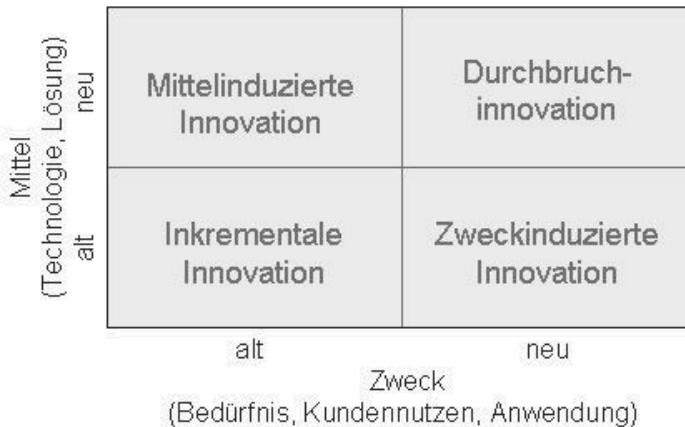 Mittel
(Technologie, Lösung)
neu
alt
Mittelinduzierte
Innovation
Durchbruch-
innovation
Inkrementale
Innovation
Zweckinduzierte
Innovation
alt
neu
Zweck
(Bedürfnis, Kundennutzen, Anwendung)